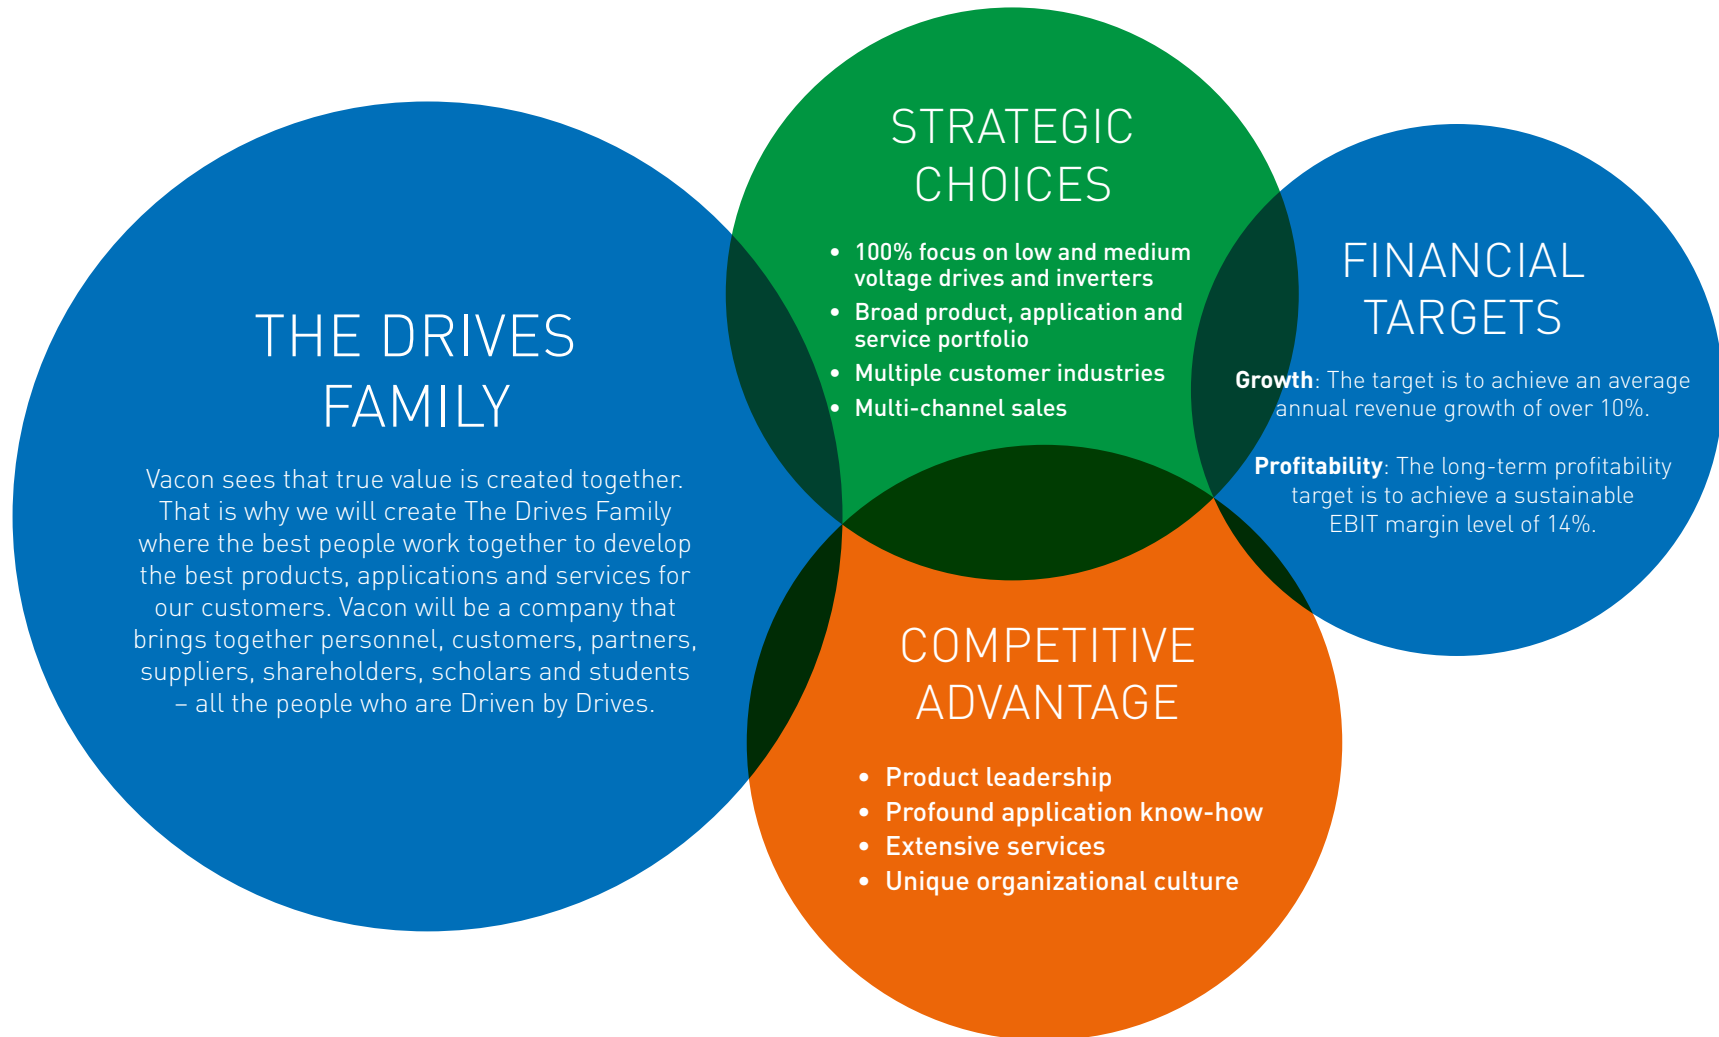 THE DRIVES
FAMILY
Vacon sees that true value is created together.
That is why we will create The Drives Family
where the best people work together to develop
the best products, applications and services for
our customers. Vacon will be a company that
brings together personnel, customers, partners,
suppliers, shareholders, scholars and students
– all the people who are Driven by Drives.
STRATEGIC
CHOICES
• 100% focus on low and medium
voltage drives and inverters
• Broad product, application and
service portfolio
• Multiple customer industries
• Multi-channel sales
COMPETITIVE
ADVANTAGE
• Product leadership
• Profound application know-how
• Extensive services
• Unique organizational culture
FINANCIAL
TARGETS
Growth: The target is to achieve an average
annual revenue growth of over 10%.
Profitability: The long-term profitability
target is to achieve a sustainable
EBIT margin level of 14%.